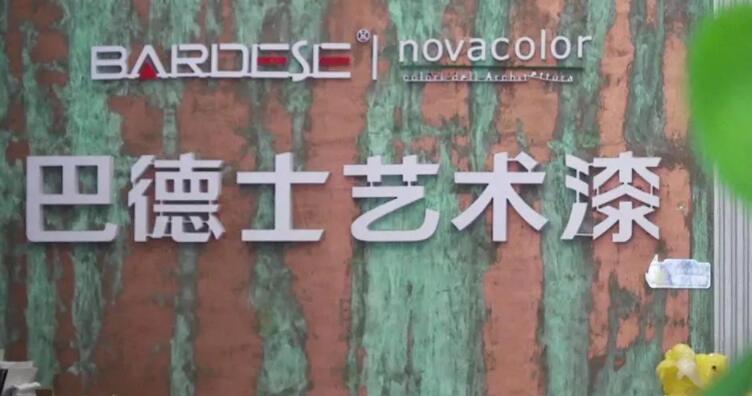 BARDESE® | novacolor
colori dell'Architettura
巴德士艺术漆